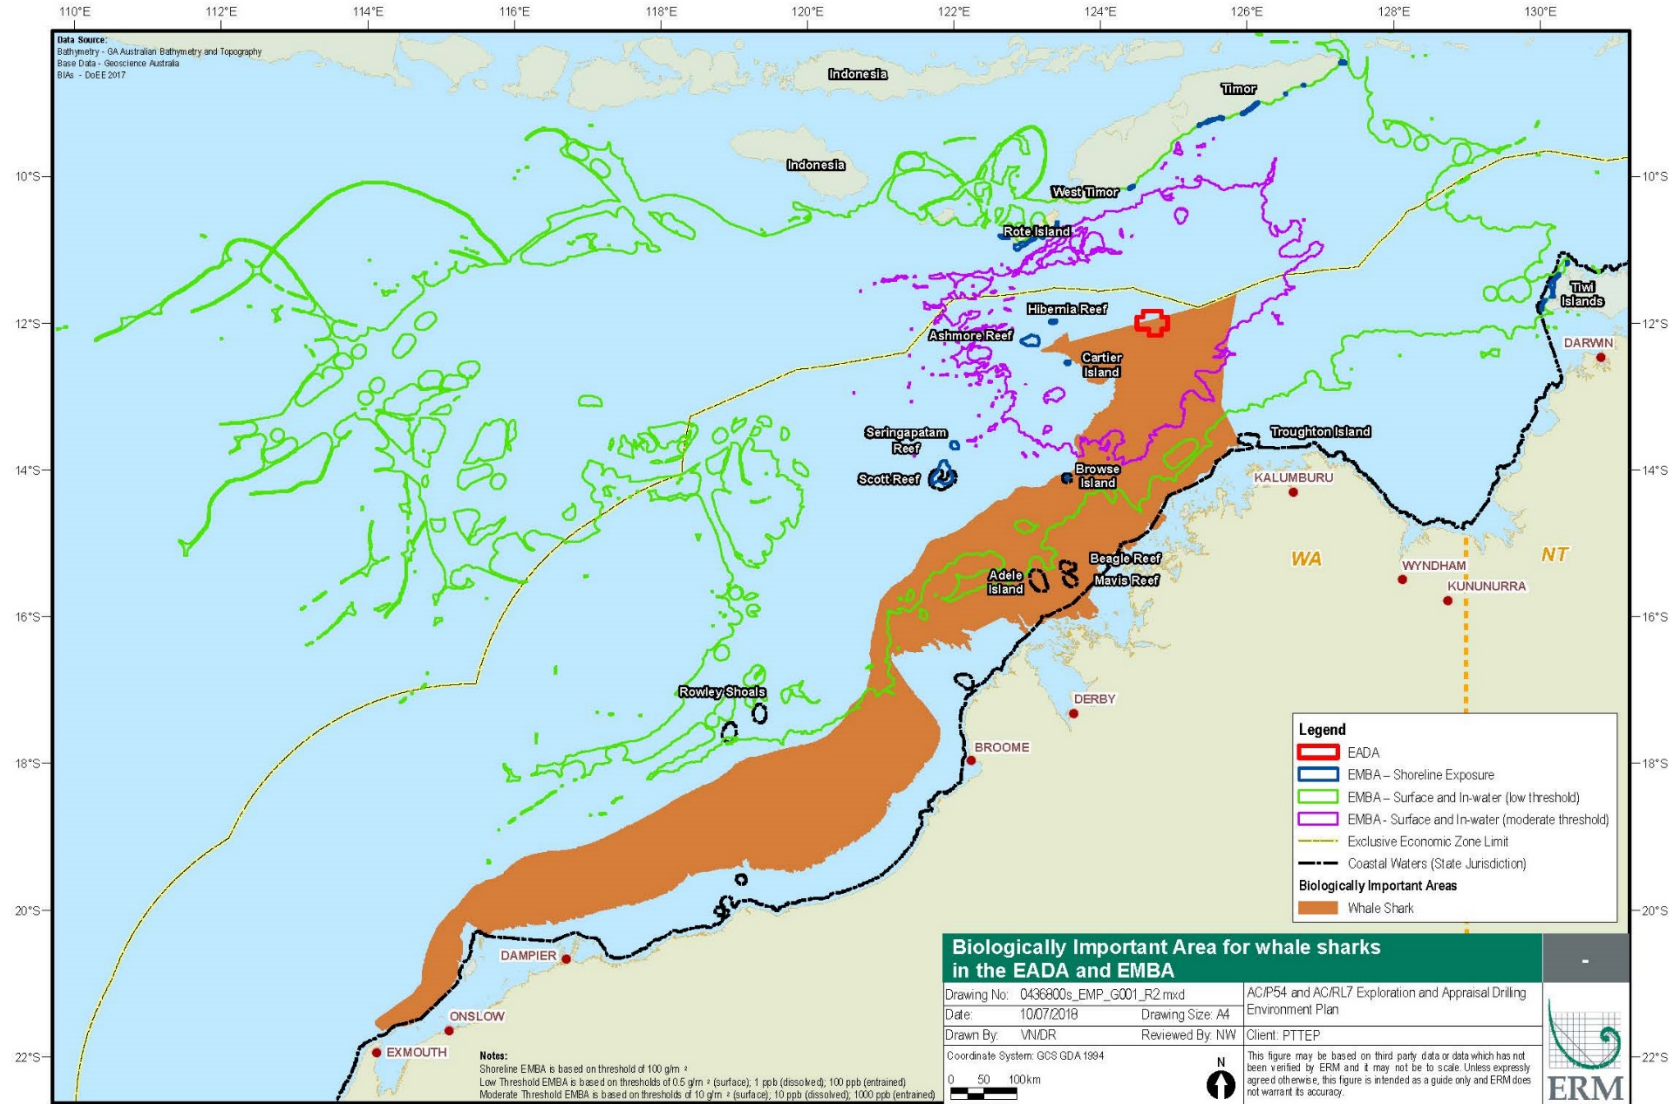 110°E 112°E 114°E 116°E 118°E 120°E 122°E 124°E 126°E 128°E 130°E
Data Source:
Bathymetry - GA Australian Bathymetry and Topography
Base Data - Geoscience Australia
BIAs - DoEE 2017
Indonesia
Timor
Indonesia
10°S
10°S
West Timor
Rote Island
Tiwi
Islands
Hibernia Reef
12°S
12°S
Ashmore Reef
DARWIN
Cartier
Island
Seringapatam
Reef
Troughton Island
14°S
14°S
Scott Reef
Browse
Island
KALUMBURU
Beagle Reef
WA
NT
WYNDHAM
Adele
Island
Mavis Reef
KUNUNURRA
16°S
16°S
Rowley Shoals
DERBY
BROOME
18°S
18°S
Legend
EADA
EMBA – Shoreline Exposure
EMBA – Surface and In-water (low threshold)
EMBA - Surface and In-water (moderate threshold)
Exclusive Economic Zone Limit
Coastal Waters (State Jurisdiction)
Biologically Important Areas
Whale Shark
20°S
20°S
DAMPIER
ONSLOW
EXMOUTH
22°S
22°S
Notes:
Shoreline EMBA is based on threshold of 100 g/m ²
Low Threshold EMBA is based on thresholds of 0.5 g/m ² (surface); 1 ppb (dissolved); 100 ppb (entrained)
Moderate Threshold EMBA is based on thresholds of 10 g/m ² (surface); 10 ppb (dissolved); 1000 ppb (entrained)
Biologically Important Area for whale sharks
in the EADA and EMBA
-
Drawing No: 0436800s_EMP_G001_R2.mxd
Date: 10/07/2018 Drawing Size: A4
Drawn By: VN/DR Reviewed By: NW
AC/P54 and AC/RL7 Exploration and Appraisal Drilling
Environment Plan
Client: PTTEP
Coordinate System: GCS GDA 1994
0 50 100km
N
This figure may be based on third party data or data which has not
been verified by ERM and it may not be to scale. Unless expressly
agreed otherwise, this figure is intended as a guide only and ERM does
not warrant its accuracy.
ERM